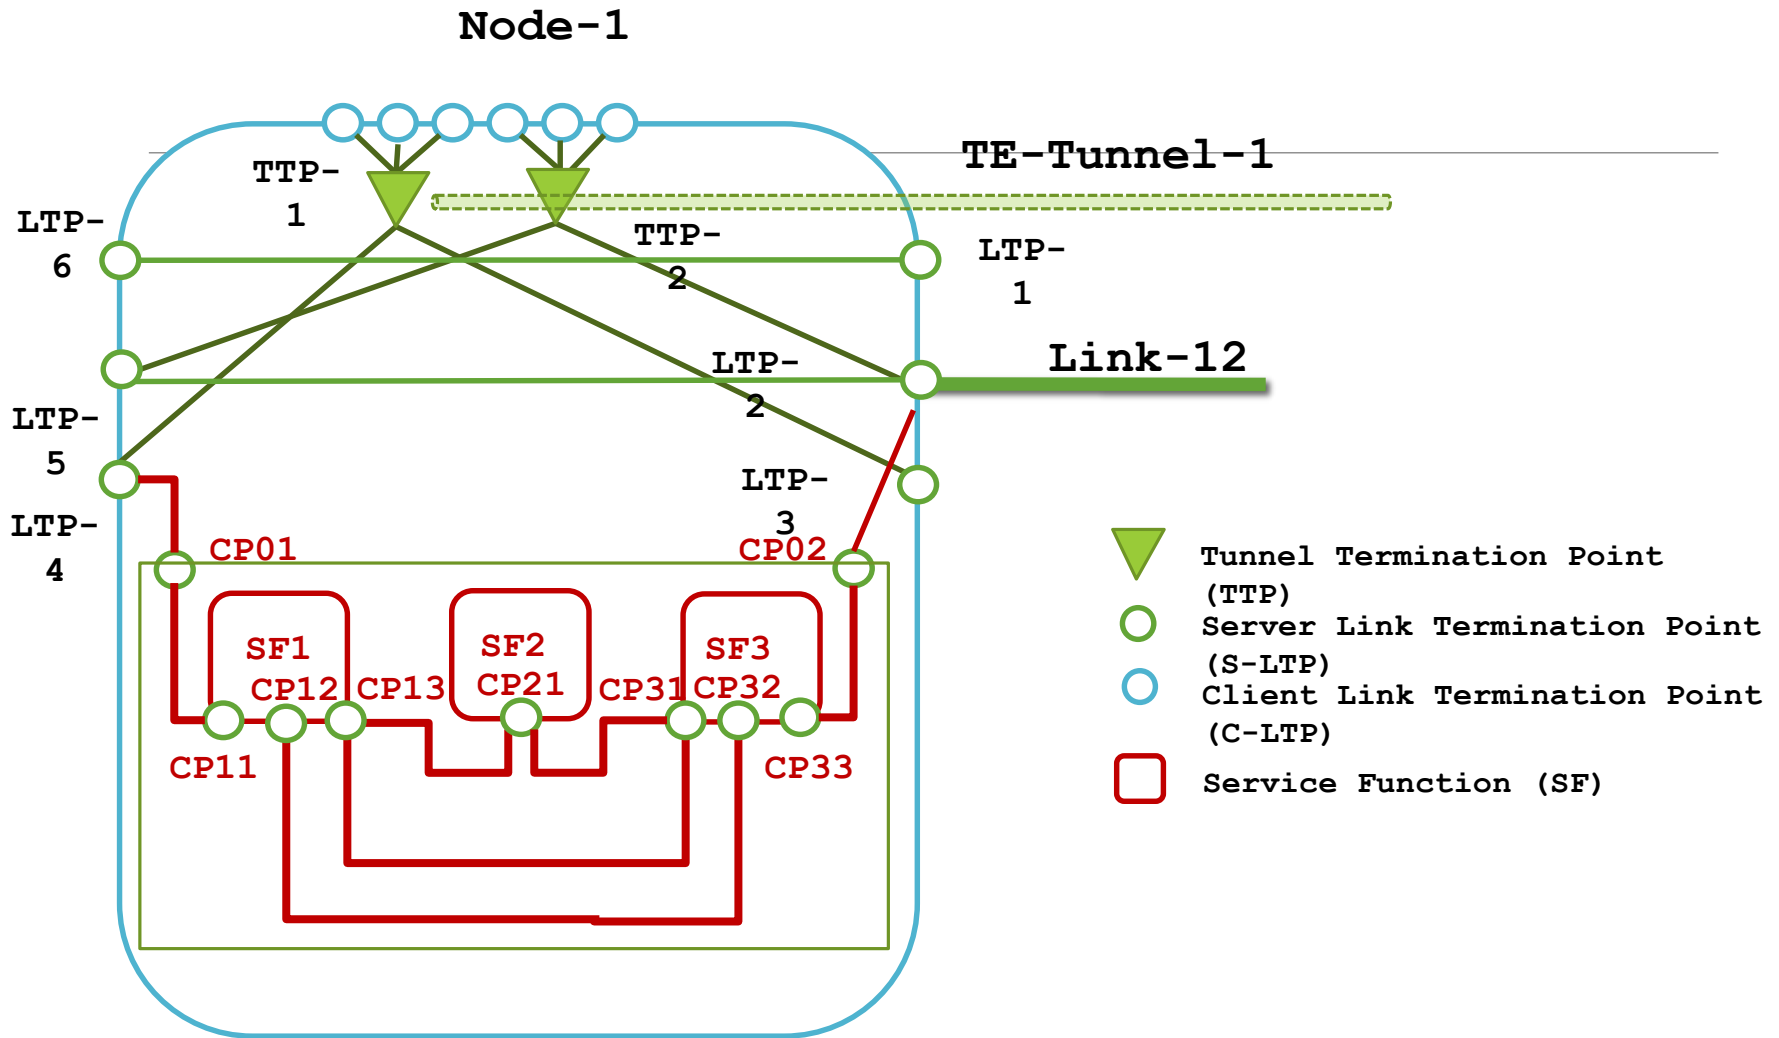 Node-1
TE-Tunnel-1
TTP-
1
LTP-
6
TTP-
2
LTP-
1
Link-12
LTP-
2
LTP-
5
LTP-
3
LTP-
4
CP01
CP02
SF1
SF2
SF3
CP12
CP13
CP21
CP31
CP32
CP11
CP33
Tunnel Termination Point
(TTP)
Server Link Termination Point
(S-LTP)
Client Link Termination Point
(C-LTP)
Service Function (SF)